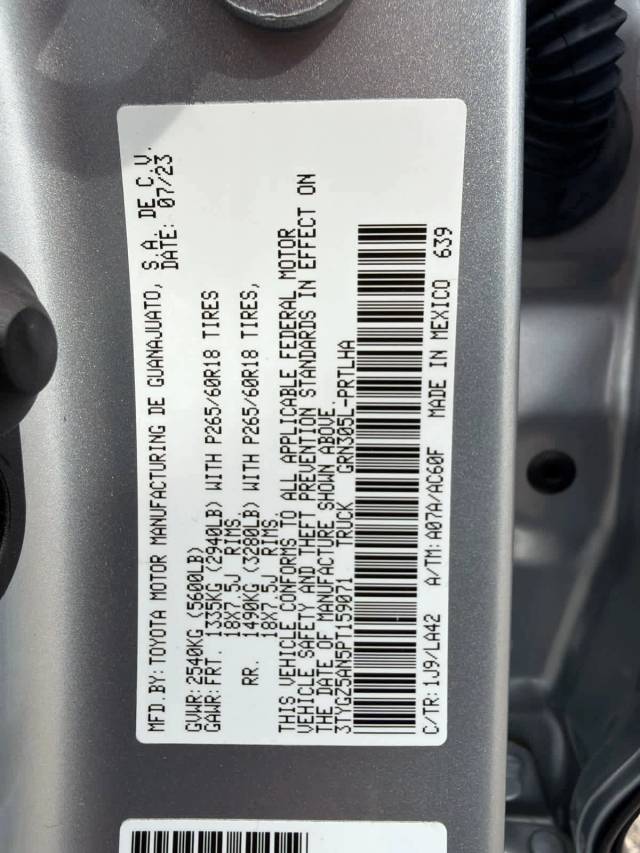 MFD.BY:TOYOTA MOTOR MANUFACTURING DE GUANAJUATO, S.A. DE C.V.
DATE: 07/23
GVWR:2540KG(5600LB)
GAWR:FRT. 1335KG(2940LB) WITH P265/60R18 TIRES
18X7.5J RIMS
RR. 1490KG(3280LB) WITH P265/60R18 TIRES,
18X7.5J RIMS,
THIS VEHICLE CONFORMS TO ALL APPLICABLE FEDERAL MOTOR
VEHICLE SAFETY AND THEFT PREVENTION STANDARDS IN EFFECT ON
THE DATE OF MANUFACTURE SHOWN ABOVE.
3TYGZ5AN5PT159071 TRUCK GRN305L-PRTLHA
C/TR:1J9/LA42 A/TM:A07A/AC60F MADE IN MEXICO 639